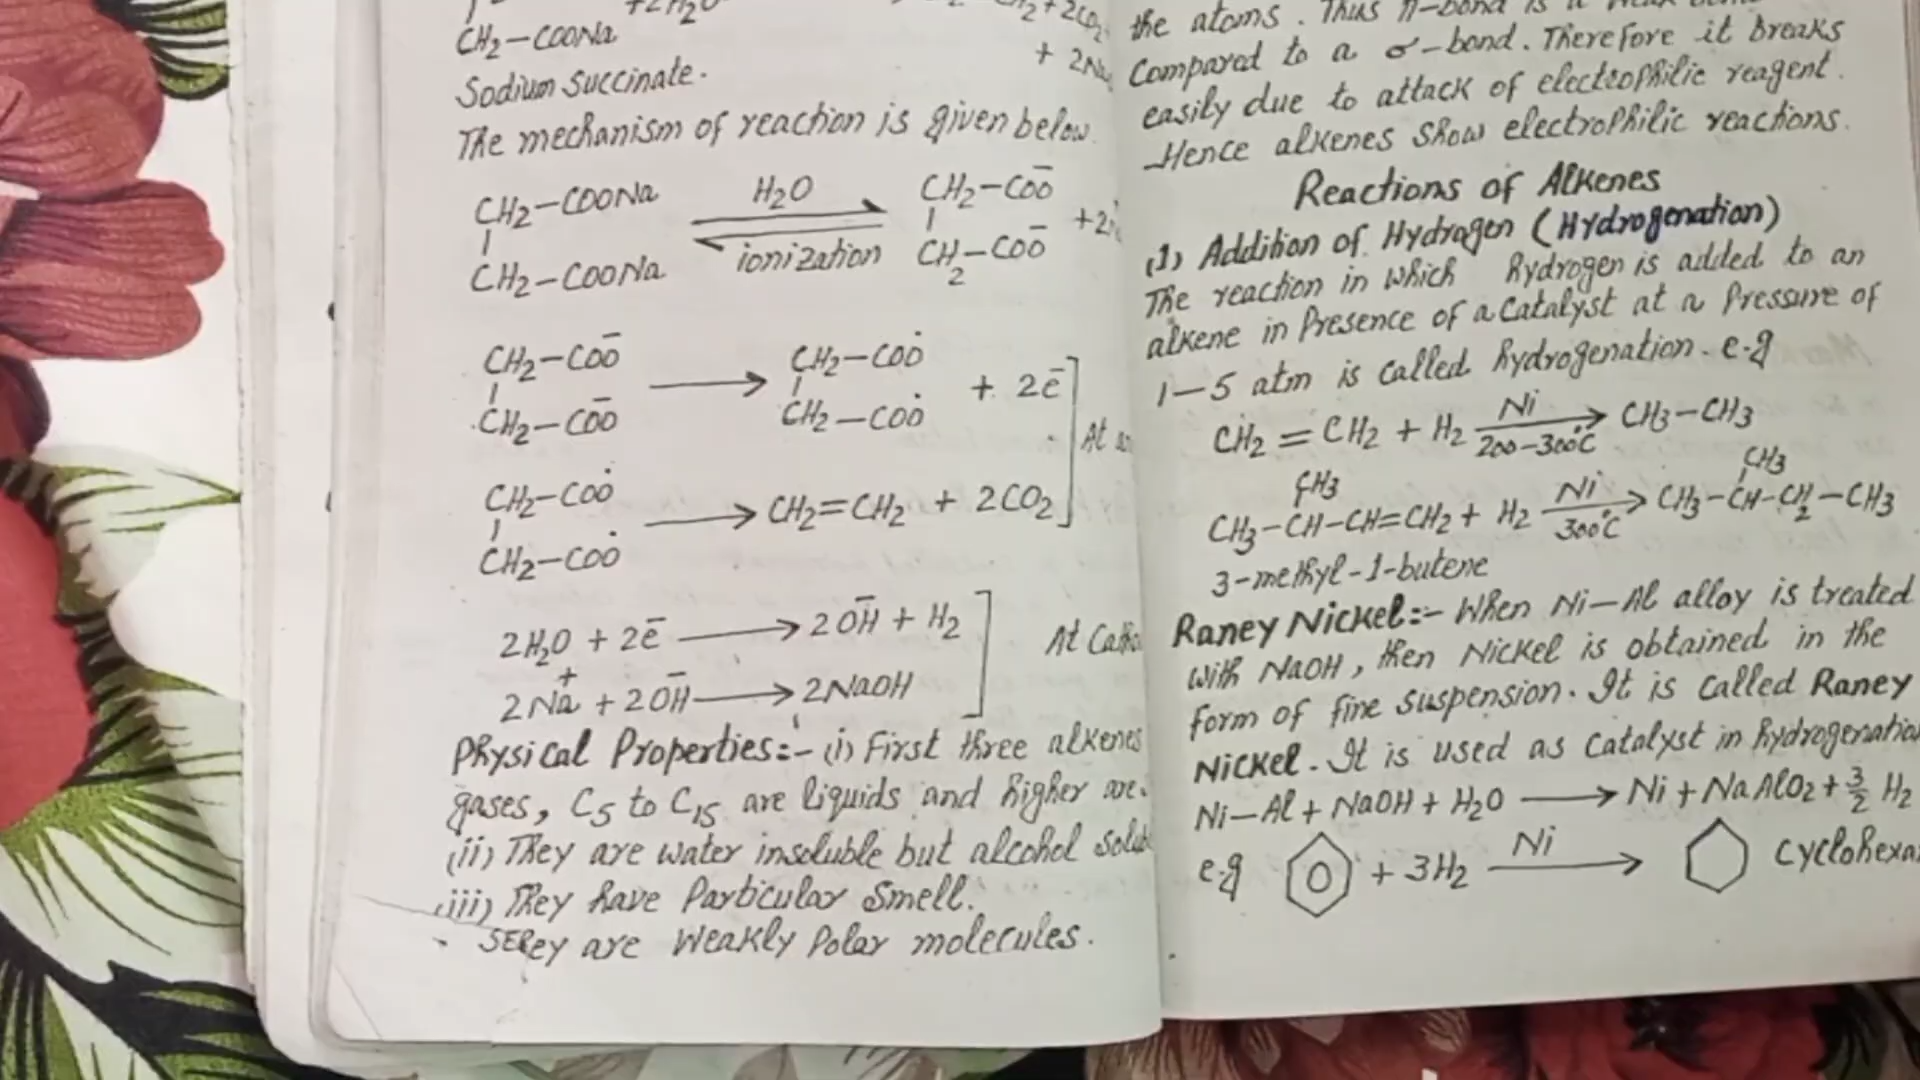 CH2-COONa
Sodium Succinate.
The mechanism of reaction is given below.
CH2-COONa H2O CH2-COO⁻
CH2-COONa ionization CH2-COO⁻
CH2-COO⁻ CH2-COO•
CH2-COO⁻ → CH2-COO• + 2e⁻
At
CH2-COO•
CH2-COO• → CH2=CH2 + 2CO2
2H2O + 2e⁻ → 2OH⁻ + H2
At
2Na⁺ + 2OH⁻ → 2NaOH
Physical Properties:- (i) First three alkenes
gases, C5 to C15 are liquids and higher are
(ii) They are water insoluble but alcohol
(iii) They have Particular Smell.
are Weakly Polar molecules.
the atoms. Thus π-bond is a
Compared to a σ-bond. Therefore it breaks
easily due to attack of electrophilic reagent.
Hence alkenes show electrophilic reactions.
Reactions of Alkenes
(1) Addition of Hydrogen (Hydrogenation)
The reaction in which hydrogen is added to an
alkene in Presence of a Catalyst at a Pressure of
1-5 atm is called hydrogenation. e.g
CH2=CH2 + H2 Ni 200-300°C → CH3-CH3
CH3 CH3
CH3-CH-CH=CH2 + H2 Ni 300°C → CH3-CH-CH2-CH3
3-methyl-1-butene
Raney Nickel:- When Ni-Al alloy is treated
with NaOH, then Nickel is obtained in the
form of fine suspension. It is called Raney
Nickel. It is used as Catalyst in
Ni-Al + NaOH + H2O → Ni + NaAlO2 + 3/2 H2
e.g + 3H2 Ni →